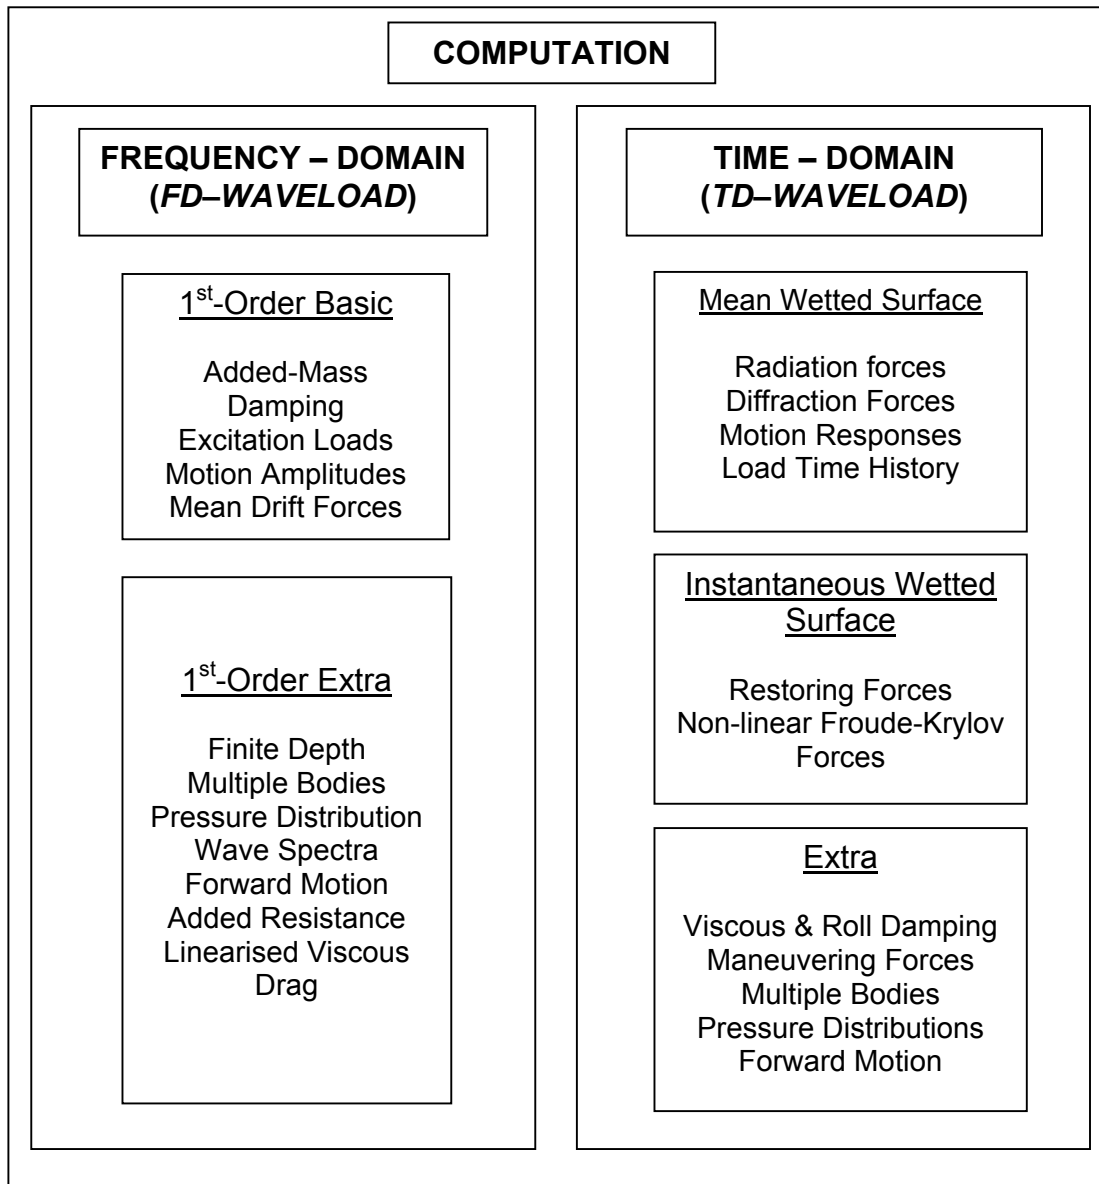 COMPUTATION
FREQUENCY – DOMAIN
(FD–WAVELOAD)
1st-Order Basic
Added-Mass
Damping
Excitation Loads
Motion Amplitudes
Mean Drift Forces
1st-Order Extra
Finite Depth
Multiple Bodies
Pressure Distribution
Wave Spectra
Forward Motion
Added Resistance
Linearised Viscous
Drag
TIME – DOMAIN
(TD–WAVELOAD)
Mean Wetted Surface
Radiation forces
Diffraction Forces
Motion Responses
Load Time History
Instantaneous Wetted
Surface
Restoring Forces
Non-linear Froude-Krylov
Forces
Extra
Viscous & Roll Damping
Maneuvering Forces
Multiple Bodies
Pressure Distributions
Forward Motion